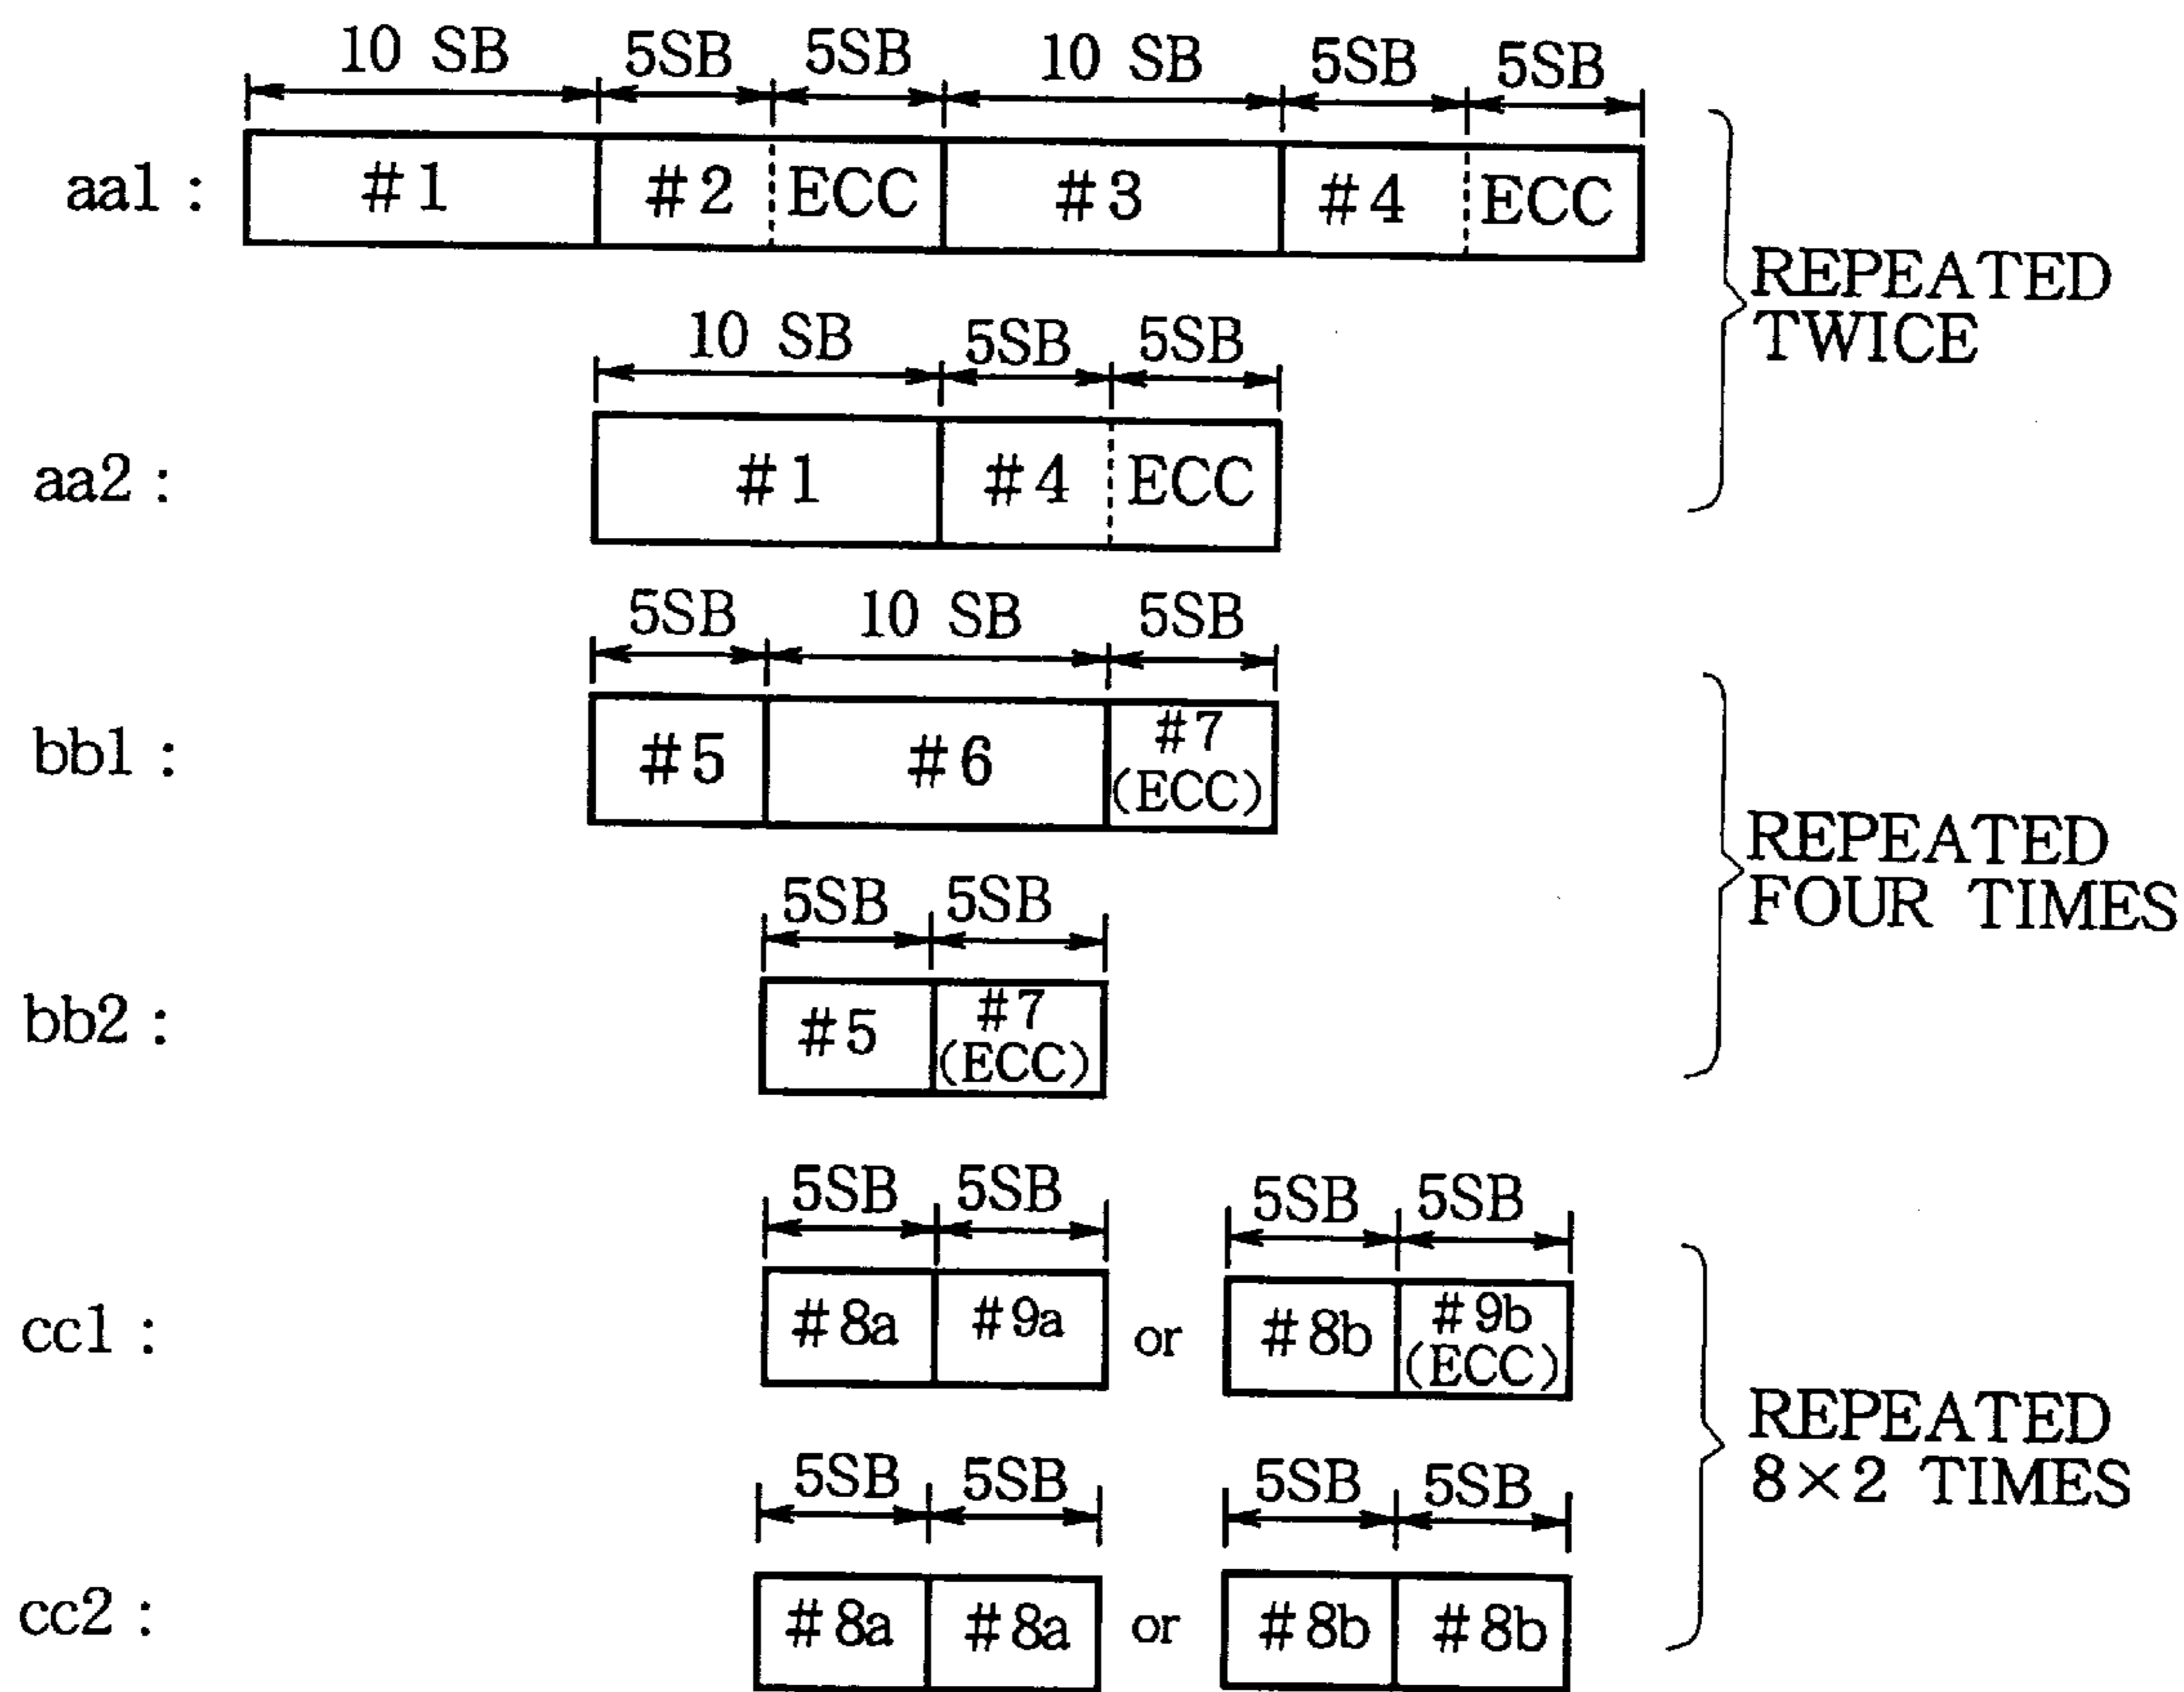 10 SB 5SB 5SB 10 SB 5SB 5SB
aa1 : #1 #2 ECC #3 #4 ECC
REPEATED
TWICE
10 SB 5SB 5SB
aa2 : #1 #4 ECC
5SB 10 SB 5SB
bb1 : #5 #6 #7
(ECC)
REPEATED
FOUR TIMES
5SB 5SB
bb2 : #5 #7
(ECC)
5SB 5SB 5SB 5SB
cc1 : #8a #9a or #8b #9b
(ECC)
REPEATED
8×2 TIMES
5SB 5SB 5SB 5SB
cc2 : #8a #8a or #8b #8b